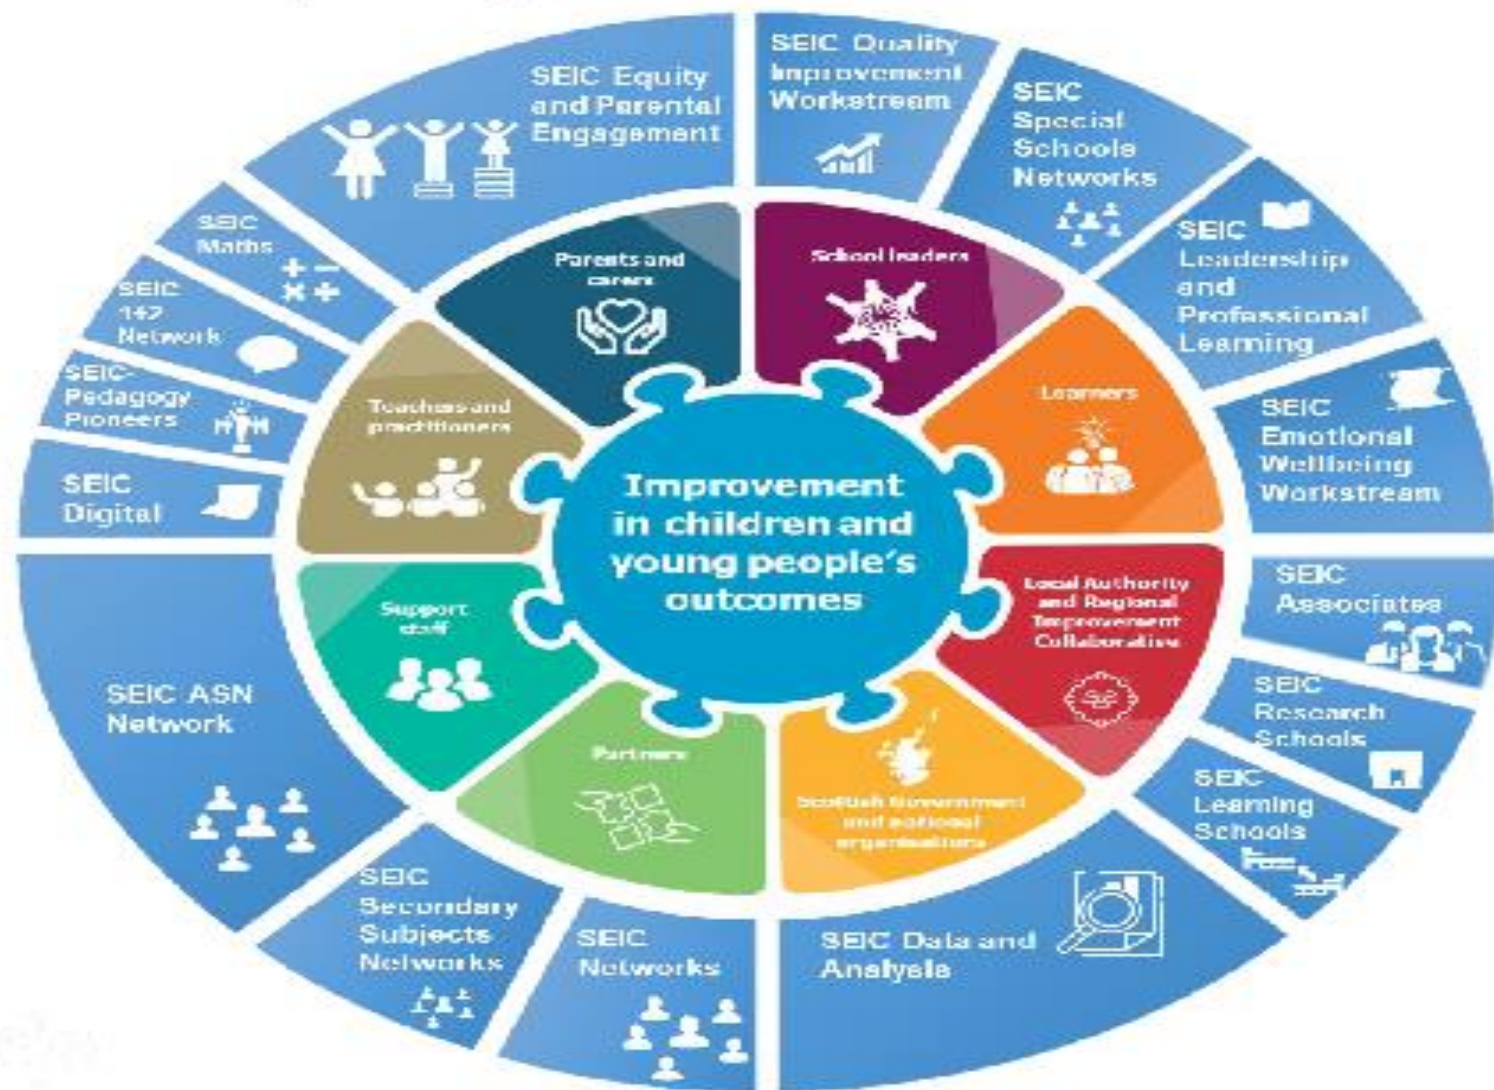 Improvement
in children and
young people's
outcomes
Parents and
carers
School leaders
Learners
Local Authority
and Regional
Improvement
Collaborative
Scottish Government
and national
organisations
Partners
Support
staff
Teachers and
practitioners
SEIC Equity
and Parental
Engagement
SEIC Quality
Improvement
Workstream
SEIC
Special
Schools
Networks
SEIC
Leadership
and
Professional
Learning
SEIC
Emotional
Wellbeing
Workstream
SEIC
Associates
SEIC
Research
Schools
SEIC
Learning
Schools
SEIC Data and
Analysis
SEIC
Networks
SEIC
Secondary
Subjects
Networks
SEIC ASN
Network
SEIC
Digital
SEIC-
Pedagogy
Pioneers
SEIC
1+2
Network
SEIC
Maths